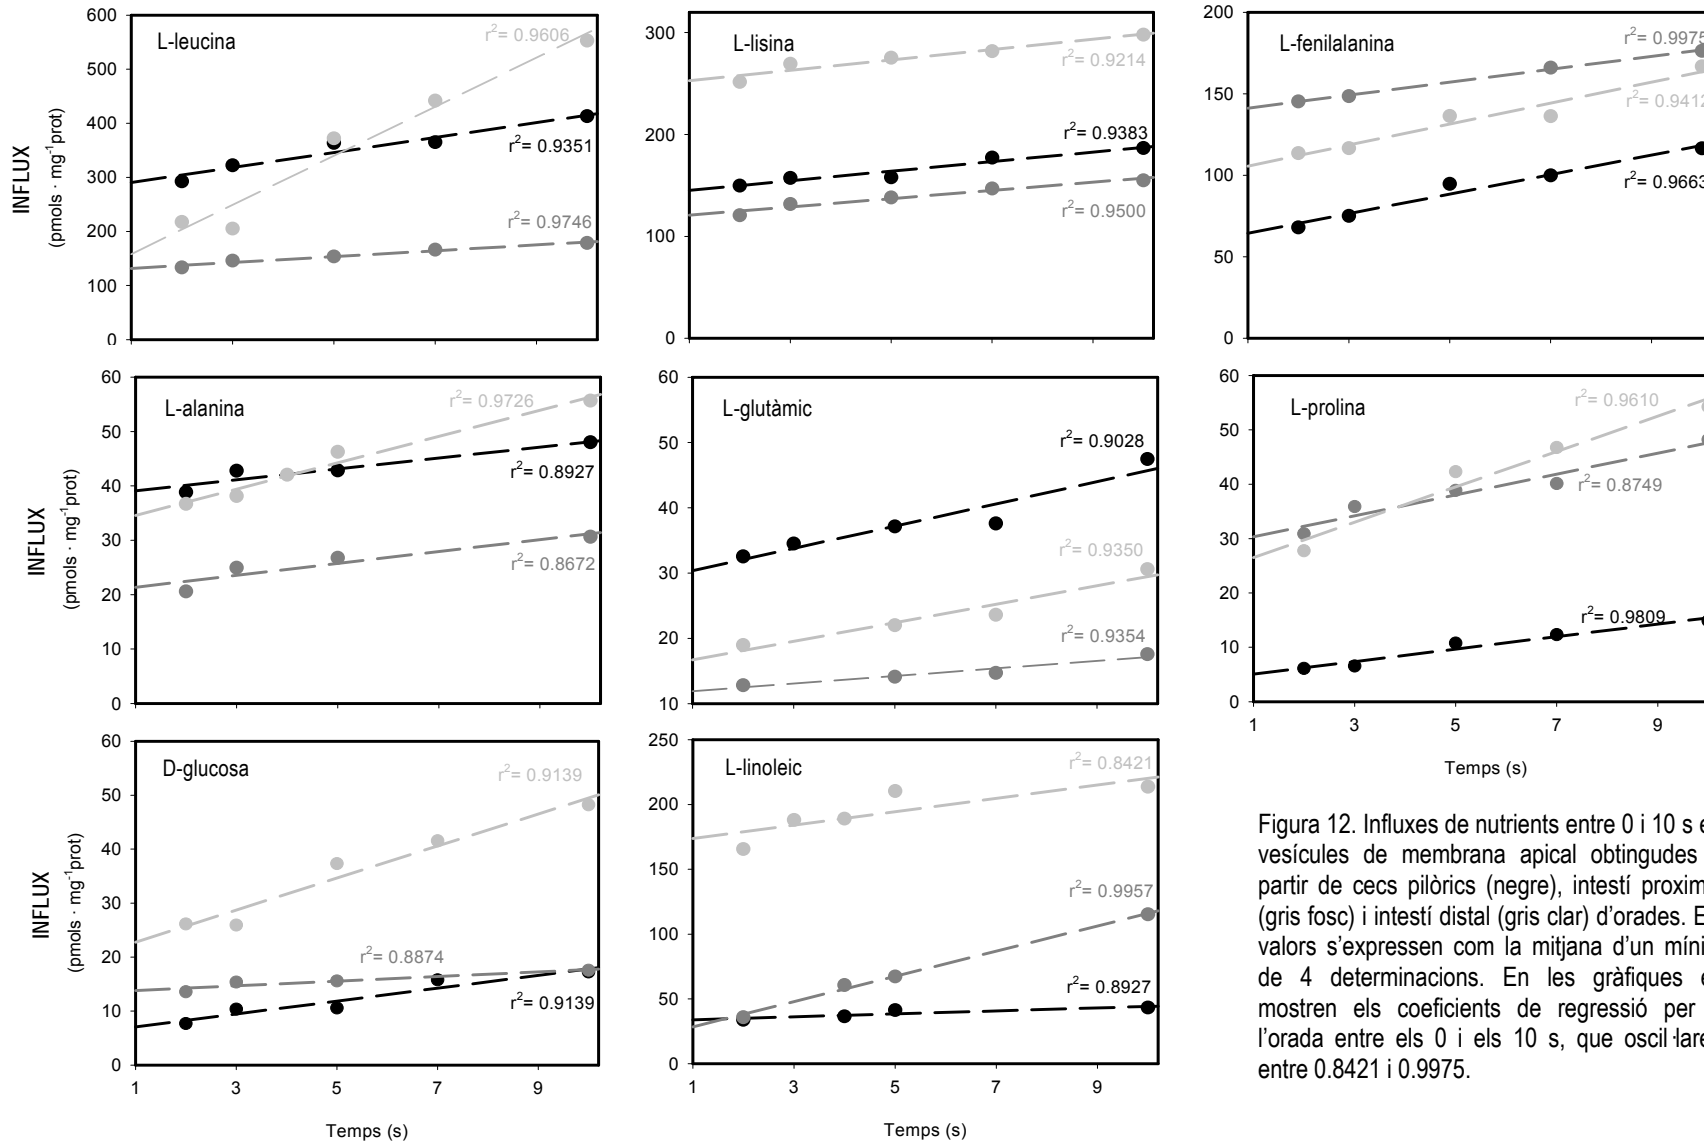 600
500
400
300
200
100
0
INFLUX
(pmols · mg⁻¹prot)
L-leucina
r²= 0.9606
r²= 0.9351
r²= 0.9746
300
200
100
0
L-lisina
r²= 0.9214
r²= 0.9383
r²= 0.9500
200
150
100
50
0
L-fenilalanina
r²= 0.9975
r²= 0.9412
r²= 0.9663
60
50
40
30
20
10
0
INFLUX
(pmols · mg⁻¹prot)
L-alanina
r²= 0.9726
r²= 0.8927
r²= 0.8672
60
50
40
30
20
10
L-glutàmic
r²= 0.9028
r²= 0.9350
r²= 0.9354
60
50
40
30
20
10
0
L-prolina
r²= 0.9610
r²= 0.8749
r²= 0.9809
1 3 5 7 9
Temps (s)
60
50
40
30
20
10
0
INFLUX
(pmols · mg⁻¹prot)
D-glucosa
r²= 0.9139
r²= 0.8874
r²= 0.9139
1 3 5 7 9
Temps (s)
250
200
150
100
50
0
L-linoleic
r²= 0.8421
r²= 0.9957
r²= 0.8927
1 3 5 7 9
Temps (s)
Figura 12. Influxes de nutrients entre 0 i 10 s e
vesícules de membrana apical obtingudes
partir de cecs pilòrics (negre), intestí proxim
(gris fosc) i intestí distal (gris clar) d'orades. E
valors s'expressen com la mitjana d'un míni
de 4 determinacions. En les gràfiques e
mostren els coeficients de regressió per
l'orada entre els 0 i els 10 s, que oscil·lare
entre 0.8421 i 0.9975.